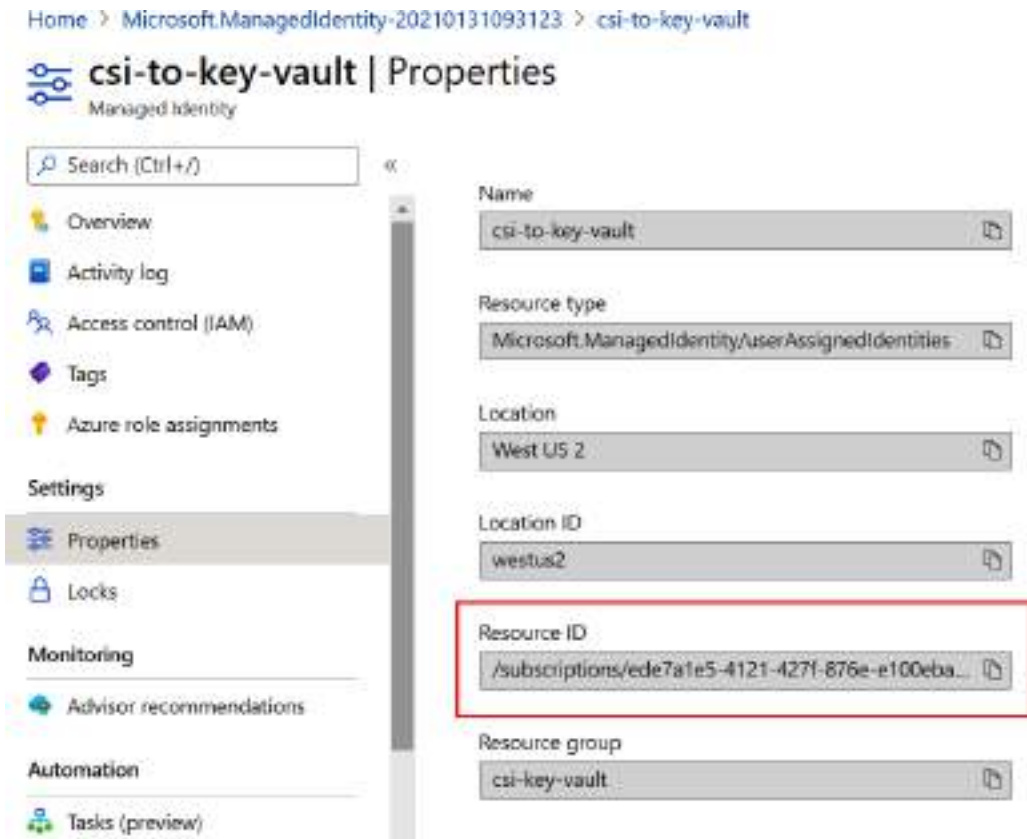 Home > Microsoft.ManagedIdentity-20210131093123 > csi-to-key-vault
csi-to-key-vault | Properties
Managed Identity
Search (Ctrl+/)
«
Overview
Activity log
Access control (IAM)
Tags
Azure role assignments
Settings
Properties
Locks
Monitoring
Advisor recommendations
Automation
Tasks (preview)
Name
csi-to-key-vault
Resource type
Microsoft.ManagedIdentity/userAssignedIdentities
Location
West US 2
Location ID
westus2
Resource ID
/subscriptions/ede7a1e5-4121-427f-876e-e100eba...
Resource group
csi-key-vault